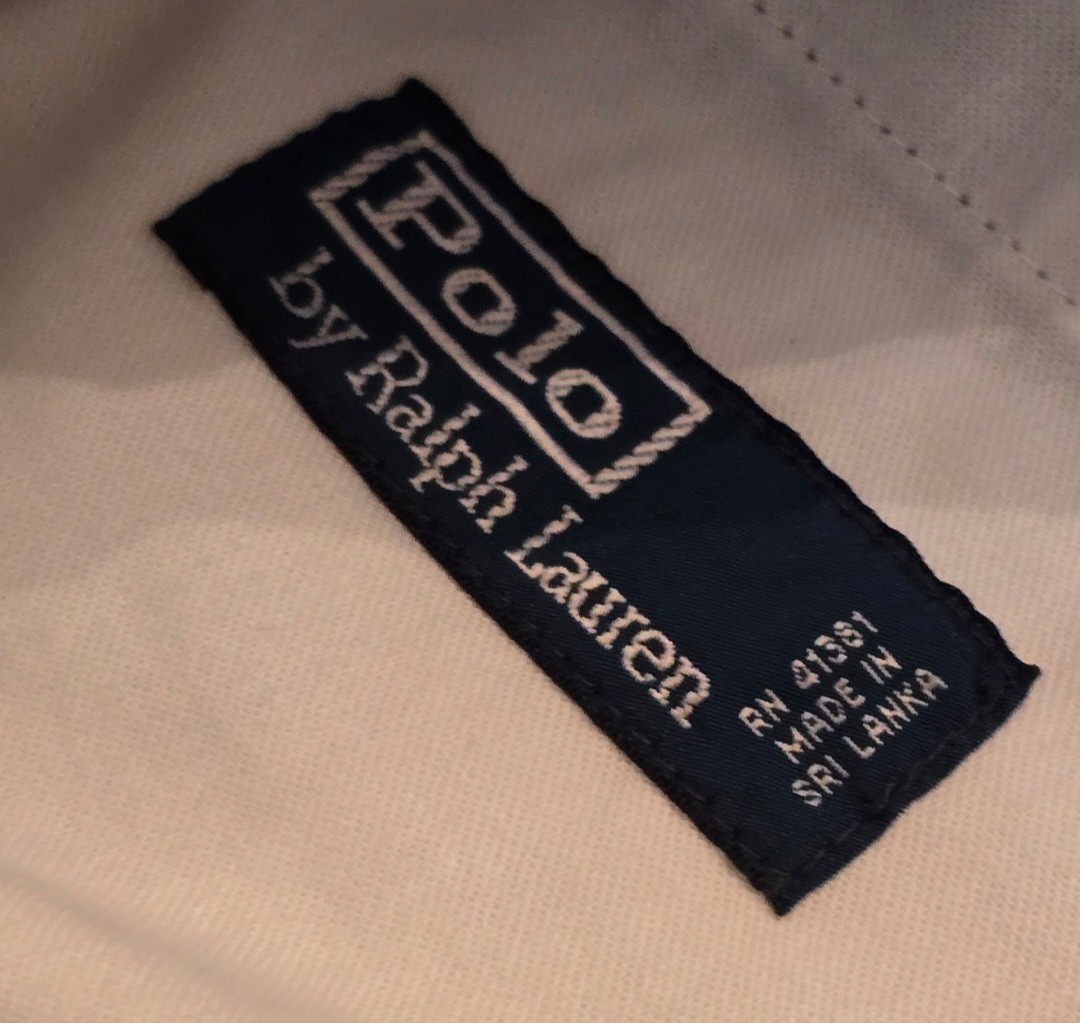 Polo
by Ralph Lauren
RN 41381
MADE IN
SRI LANKA